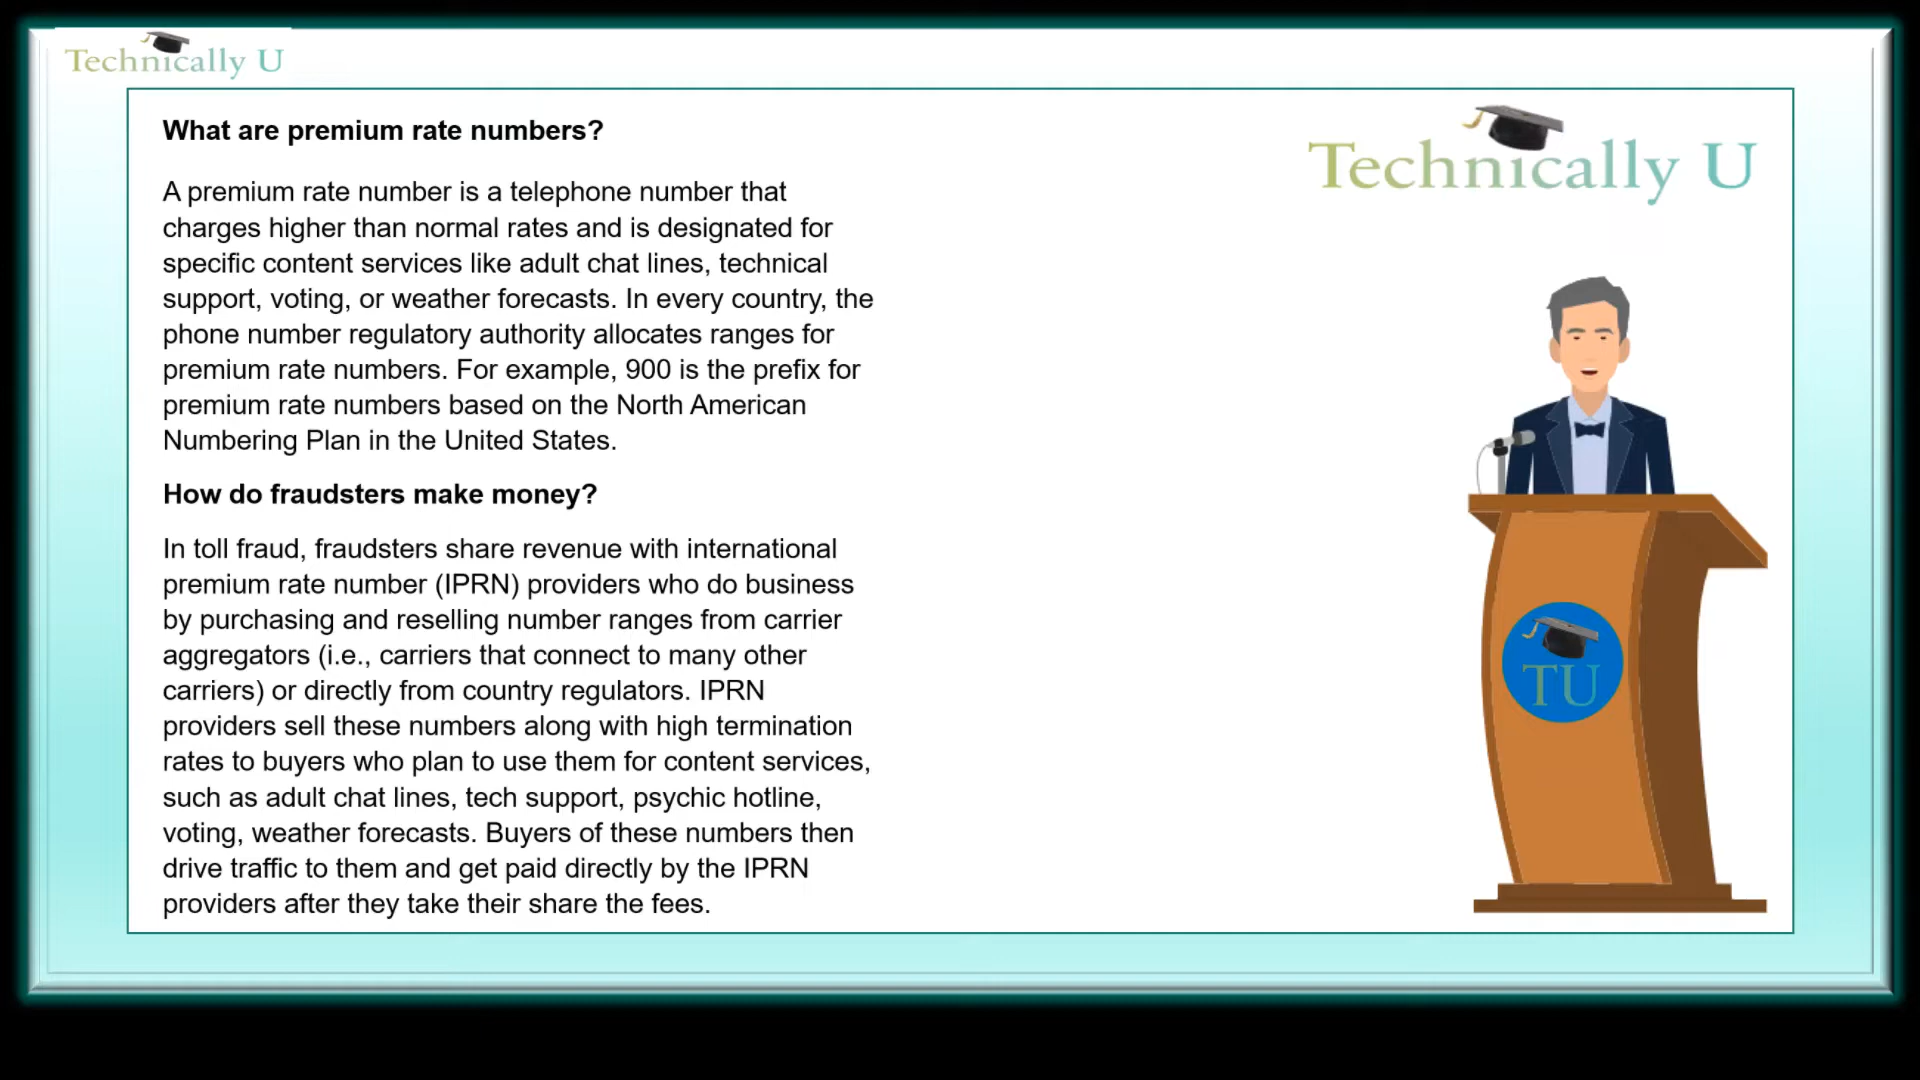 Technically U
What are premium rate numbers?
Technically U
A premium rate number is a telephone number that
charges higher than normal rates and is designated for
specific content services like adult chat lines, technical
support, voting, or weather forecasts. In every country, the
phone number regulatory authority allocates ranges for
premium rate numbers. For example, 900 is the prefix for
premium rate numbers based on the North American
Numbering Plan in the United States.
How do fraudsters make money?
In toll fraud, fraudsters share revenue with international
premium rate number (IPRN) providers who do business
by purchasing and reselling number ranges from carrier
aggregators (i.e., carriers that connect to many other
carriers) or directly from country regulators. IPRN
providers sell these numbers along with high termination
rates to buyers who plan to use them for content services,
such as adult chat lines, tech support, psychic hotline,
voting, weather forecasts. Buyers of these numbers then
drive traffic to them and get paid directly by the IPRN
providers after they take their share the fees.
TU